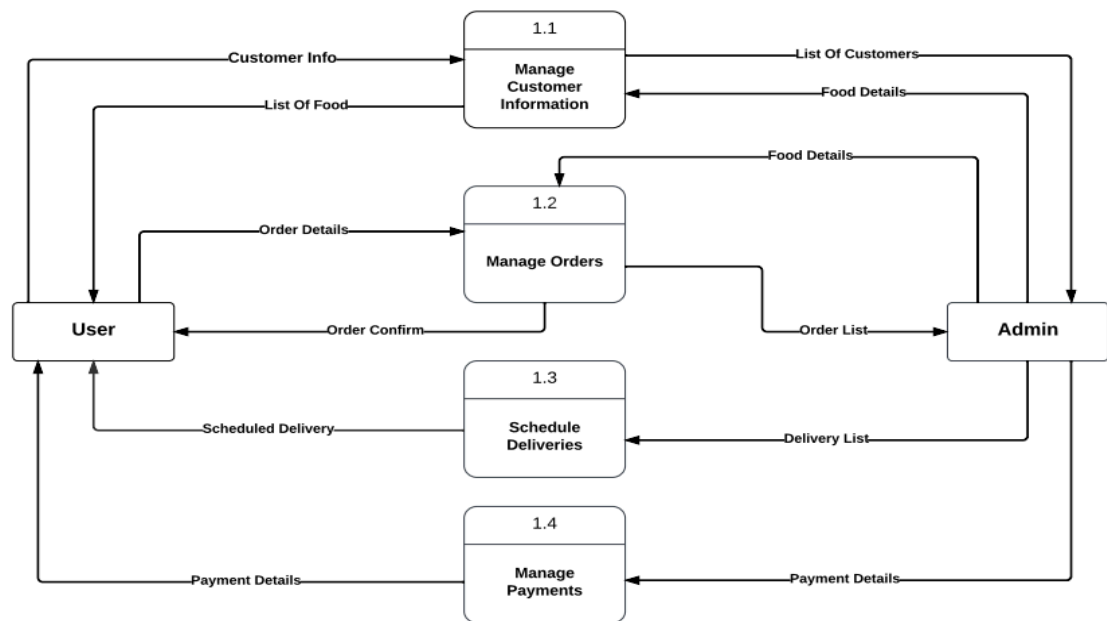 1.1
Customer Info
List Of Customers
Manage
Customer
Information
Food Details
List Of Food
Food Details
1.2
Order Details
Manage Orders
User
Order Confirm
Order List
Admin
1.3
Scheduled Delivery
Schedule
Deliveries
Delivery List
1.4
Payment Details
Manage
Payments
Payment Details